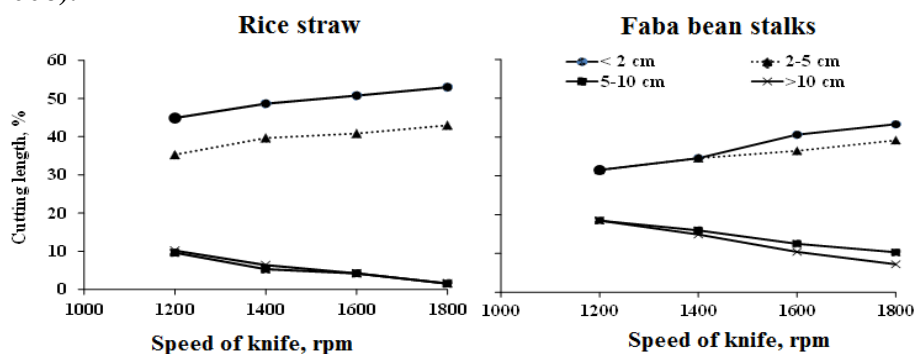 Rice straw
Faba bean stalks
60
50
40
30
20
10
0
Cutting length, %
< 2 cm
2-5 cm
5-10 cm
>10 cm
1000 1200 1400 1600 1800
1000 1200 1400 1600 1800
Speed of knife, rpm
Speed of knife, rpm